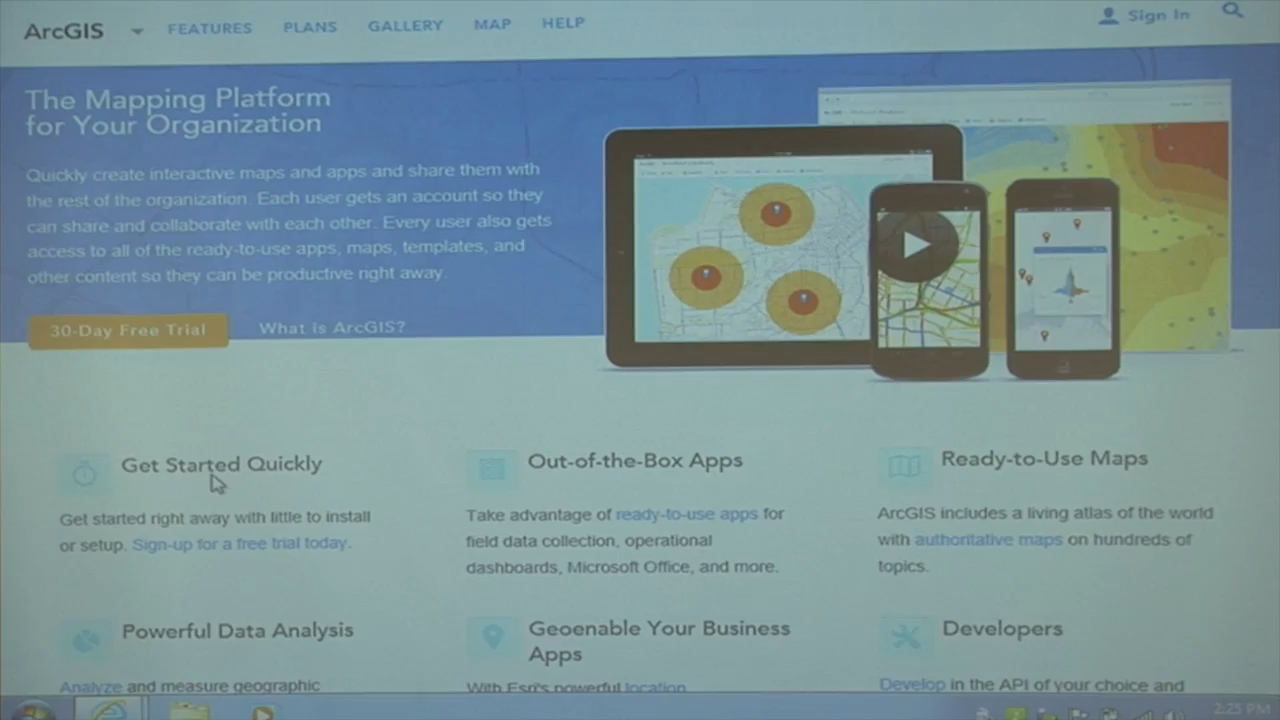 ArcGIS FEATURES PLANS GALLERY MAP HELP Sign In
The Mapping Platform
for Your Organization
Quickly create interactive maps and apps and share them with
the rest of the organization. Each user gets an account so they
can share and collaborate with each other. Every user also gets
access to all of the ready-to-use apps, maps, templates, and
other content so they can be productive right away.
30-Day Free Trial What is ArcGIS?
Get Started Quickly
Get started right away with little to install
or setup. Sign-up for a free trial today.
Out-of-the-Box Apps
Take advantage of ready-to-use apps for
field data collection, operational
dashboards, Microsoft Office, and more.
Ready-to-Use Maps
ArcGIS includes a living atlas of the world
with authoritative maps on hundreds of
topics.
Powerful Data Analysis
Analyze and measure geographic
Geoenable Your Business
Apps
With Esri's powerful location
Developers
Develop in the API of your choice and
2:25 PM